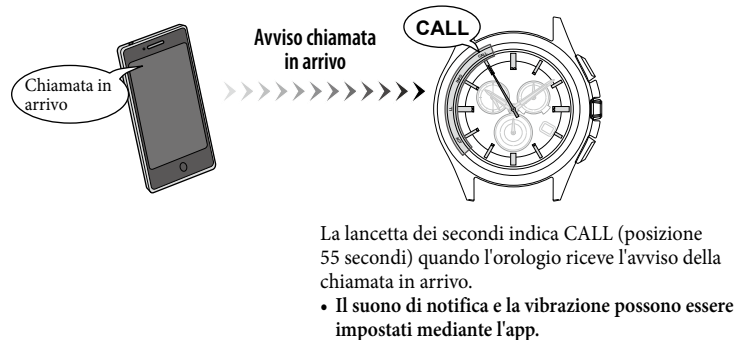 Avviso chiamata
in arrivo
CALL
Chiamata in
arrivo
La lancetta dei secondi indica CALL (posizione
55 secondi) quando l'orologio riceve l'avviso della
chiamata in arrivo.
• Il suono di notifica e la vibrazione possono essere
impostati mediante l'app.